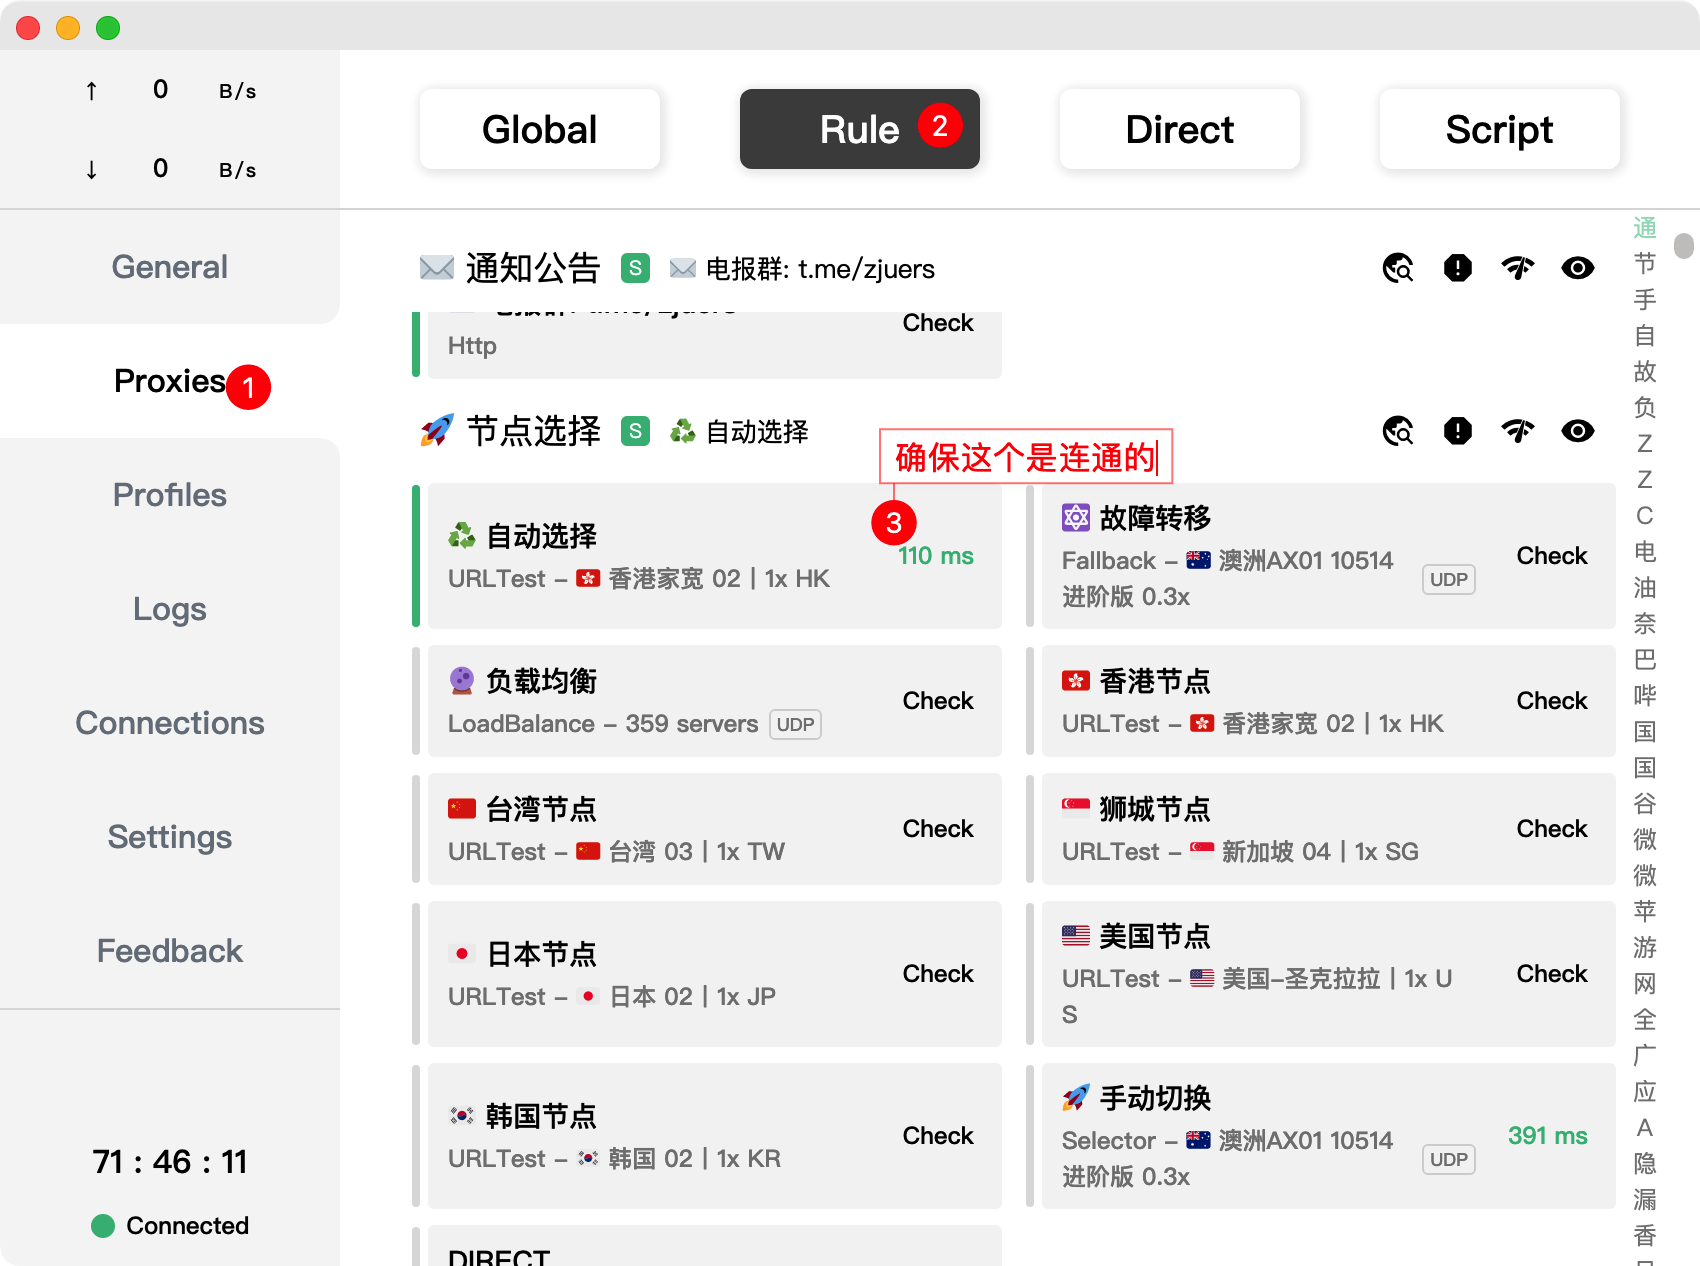 ↑ 0 B/s
↓ 0 B/s
General
Proxies 1
Profiles
Logs
Connections
Settings
Feedback
71 : 46 : 11
Connected
Global
Rule 2
Direct
Script
通知公告 S 电报群: t.me/zjuers
Check
Http
节点选择 S 自动选择
确保这个是连通的
3
自动选择
URLTest – 香港家宽 02 | 1x HK
110 ms
故障转移
Fallback – 澳洲AX01 10514
进阶版 0.3x
UDP
Check
负载均衡
LoadBalance – 359 servers UDP
Check
香港节点
URLTest – 香港家宽 02 | 1x HK
Check
台湾节点
URLTest – 台湾 03 | 1x TW
Check
狮城节点
URLTest – 新加坡 04 | 1x SG
Check
日本节点
URLTest – 日本 02 | 1x JP
Check
美国节点
URLTest – 美国–圣克拉拉 | 1x U
S
Check
韩国节点
URLTest – 韩国 02 | 1x KR
Check
手动切换
Selector – 澳洲AX01 10514
进阶版 0.3x
UDP
391 ms
DIRECT
通
节
手
自
故
负
Z
Z
C
电
油
奈
巴
哔
国
国
谷
微
微
苹
游
网
全
广
应
A
隐
漏
香